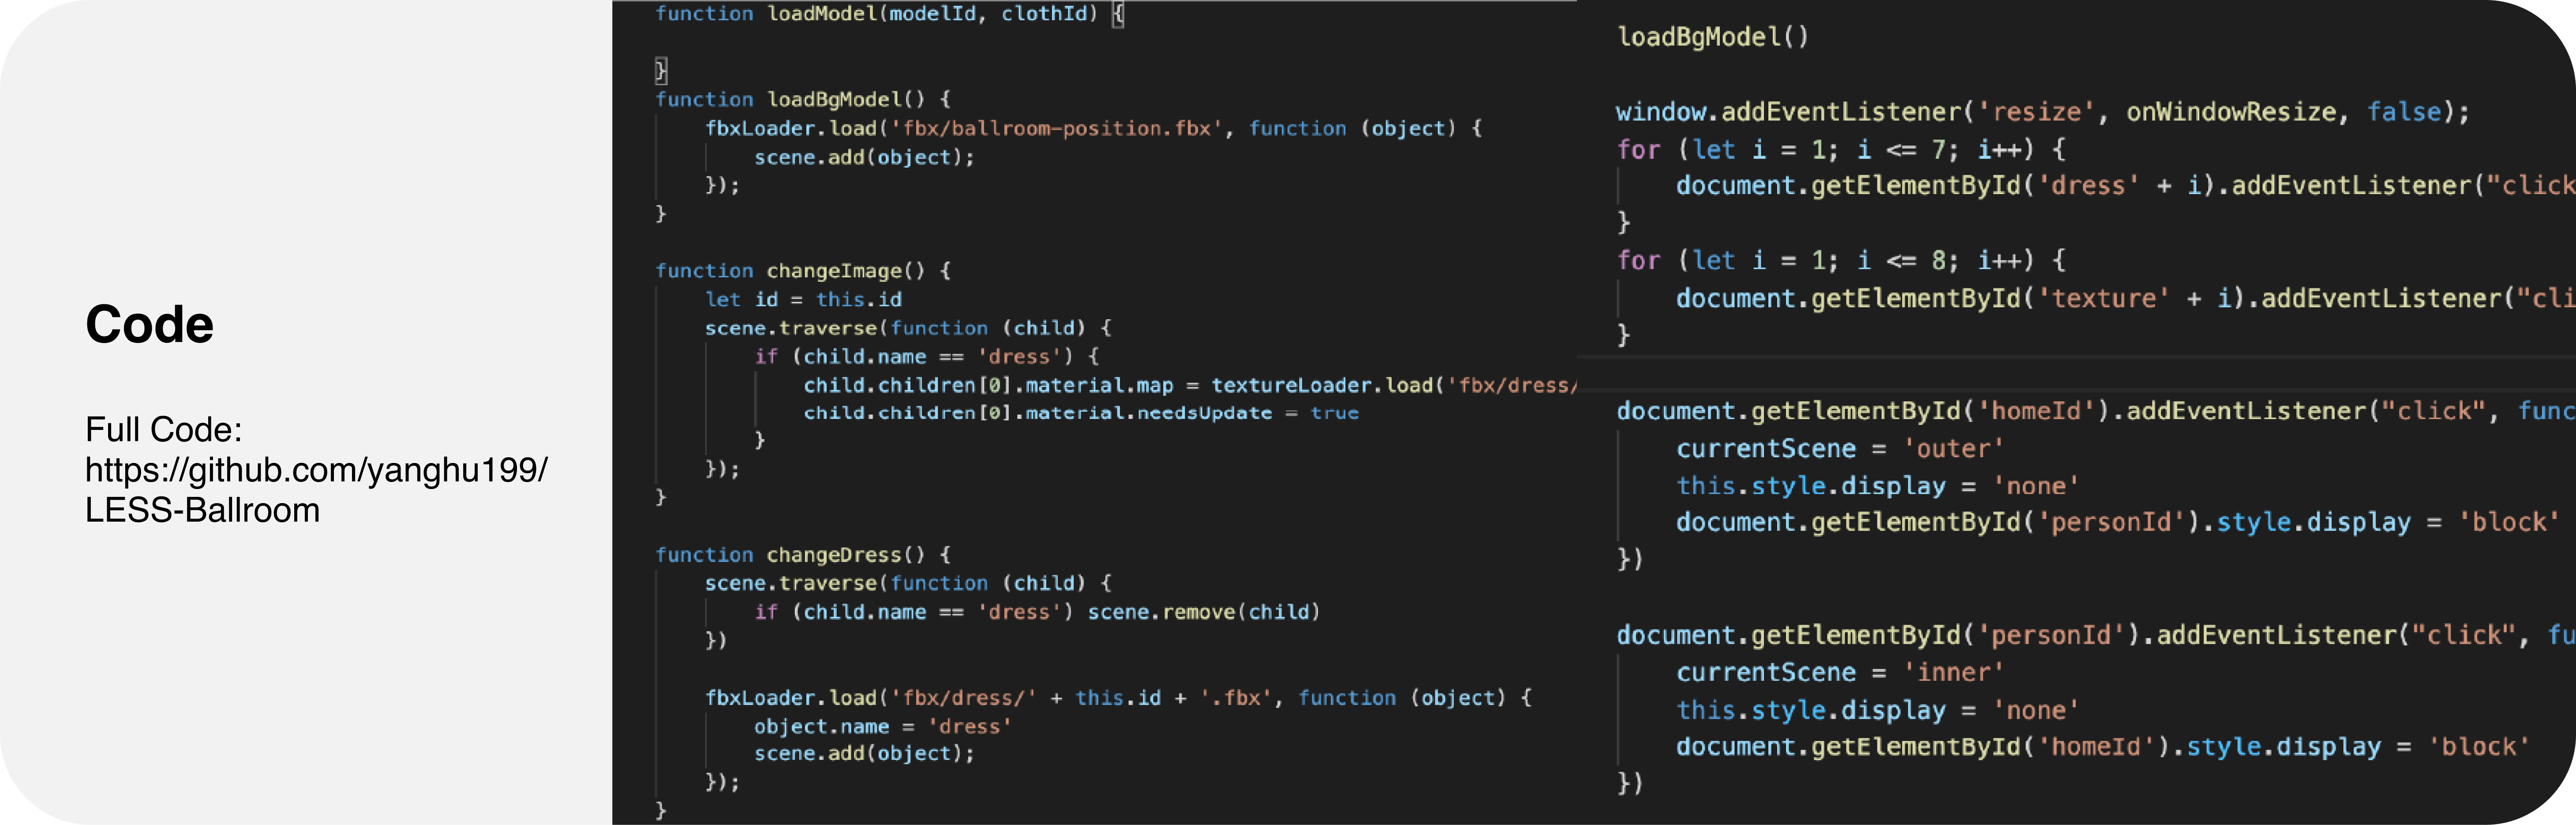 Code
Full Code:
https://github.com/yanghu199/
LESS-Ballroom
function loadModel(modelId, clothId) {
}
function loadBgModel() {
fbxLoader.load('fbx/ballroom-position.fbx', function (object) {
scene.add(object);
});
}
function changeImage() {
let id = this.id
scene.traverse(function (child) {
if (child.name == 'dress') {
child.children[0].material.map = textureLoader.load('fbx/dress/
child.children[0].material.needsUpdate = true
}
});
}
function changeDress() {
scene.traverse(function (child) {
if (child.name == 'dress') scene.remove(child)
})
fbxLoader.load('fbx/dress/' + this.id + '.fbx', function (object) {
object.name = 'dress'
scene.add(object);
});
}
loadBgModel()
window.addEventListener('resize', onWindowResize, false);
for (let i = 1; i <= 7; i++) {
document.getElementById('dress' + i).addEventListener("click
}
for (let i = 1; i <= 8; i++) {
document.getElementById('texture' + i).addEventListener("cli
}
document.getElementById('homeId').addEventListener("click", func
currentScene = 'outer'
this.style.display = 'none'
document.getElementById('personId').style.display = 'block'
})
document.getElementById('personId').addEventListener("click", fu
currentScene = 'inner'
this.style.display = 'none'
document.getElementById('homeId').style.display = 'block'
})